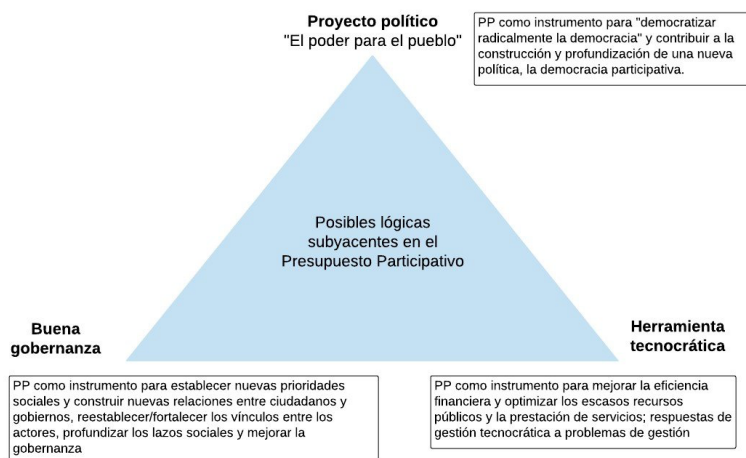 Proyecto político
"El poder para el pueblo"
PP como instrumento para "democratizar
radicalmente la democracia" y contribuir a la
construcción y profundización de una nueva
política, la democracia participativa.
Posibles lógicas
subyacentes en el
Presupuesto Participativo
Buena
gobernanza
Herramienta
tecnocrática
PP como instrumento para establecer nuevas prioridades
sociales y construir nuevas relaciones entre ciudadanos y
gobiernos, reestablecer/fortalecer los vínculos entre los
actores, profundizar los lazos sociales y mejorar la
gobernanza
PP como instrumento para mejorar la eficiencia
financiera y optimizar los escasos recursos
públicos y la prestación de servicios; respuestas de
gestión tecnocrática a problemas de gestión